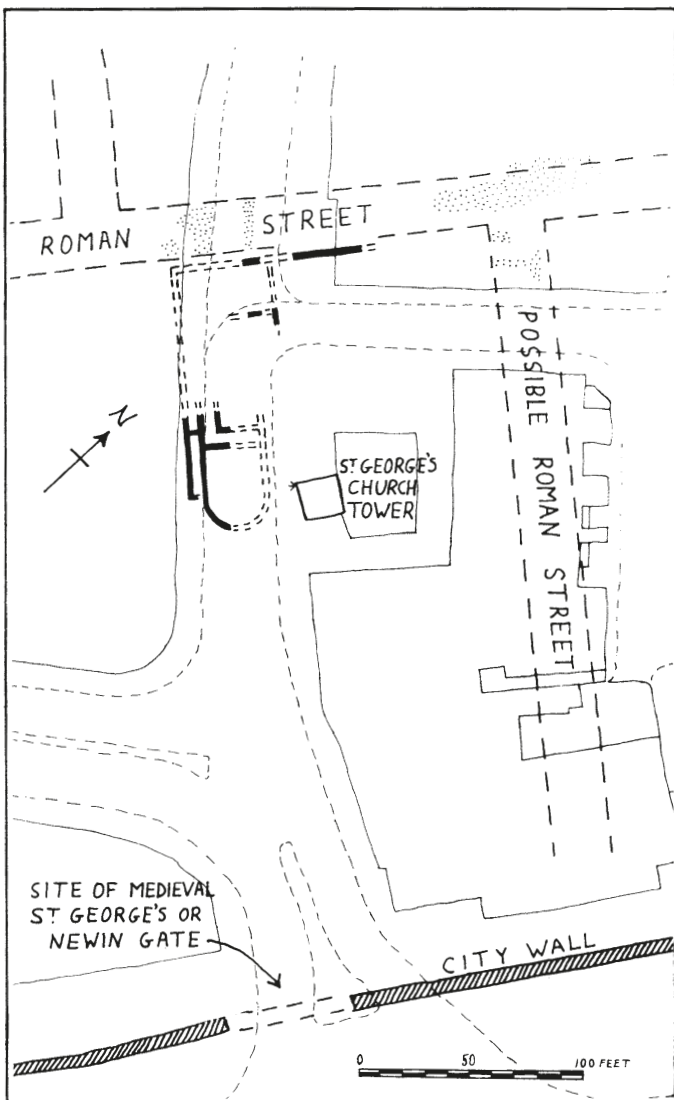 ROMAN STREET
POSSIBLE ROMAN STREET
N
ST GEORGE'S
CHURCH
TOWER
SITE OF MEDIEVAL
ST GEORGE'S OR
NEWIN GATE
CITY WALL
0 50 100 FEET